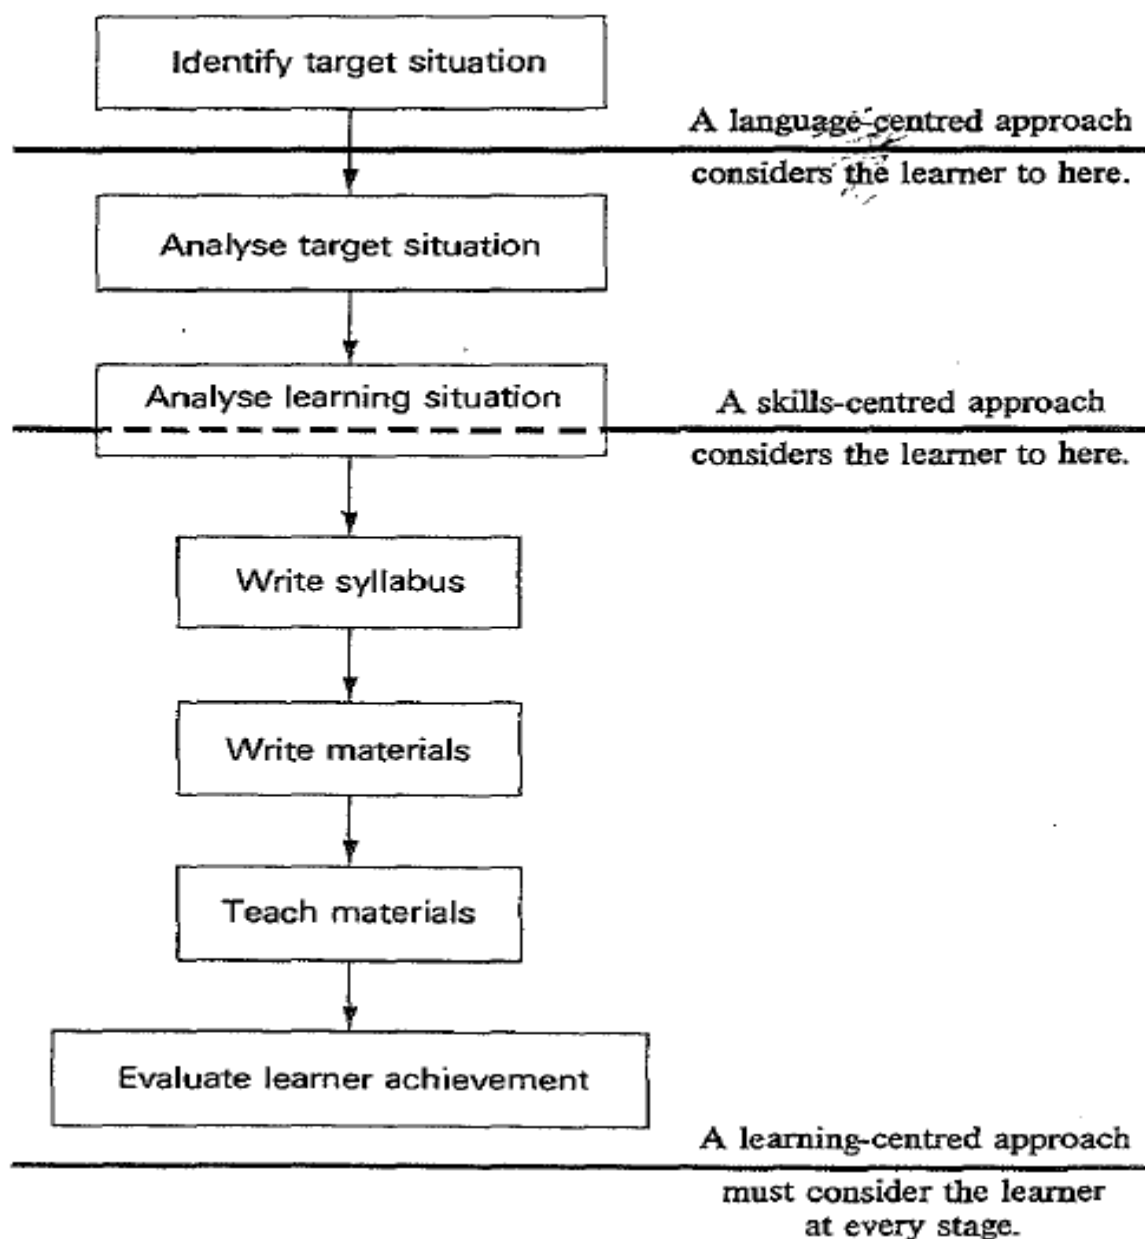 Identify target situation
A language-centred approach
considers the learner to here.
Analyse target situation
Analyse learning situation
A skills-centred approach
considers the learner to here.
Write syllabus
Write materials
Teach materials
Evaluate learner achievement
A learning-centred approach
must consider the learner
at every stage.